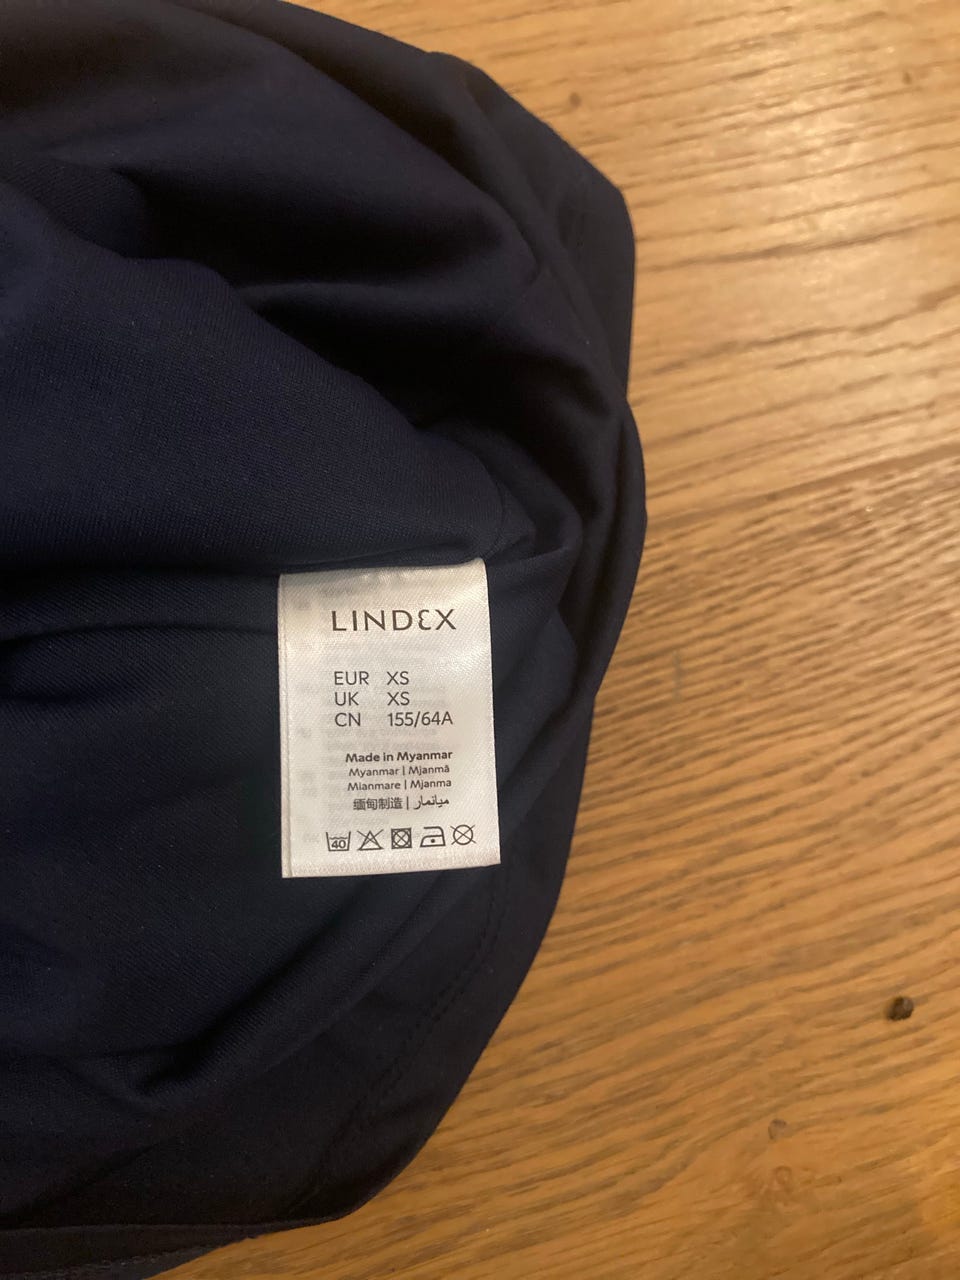 LINDEX
EUR XS
UK XS
CN 155/64A
Made in Myanmar
Myanmar | Mjanmā
Mianmare | Mjanma
缅甸制造 | ميانمار
40